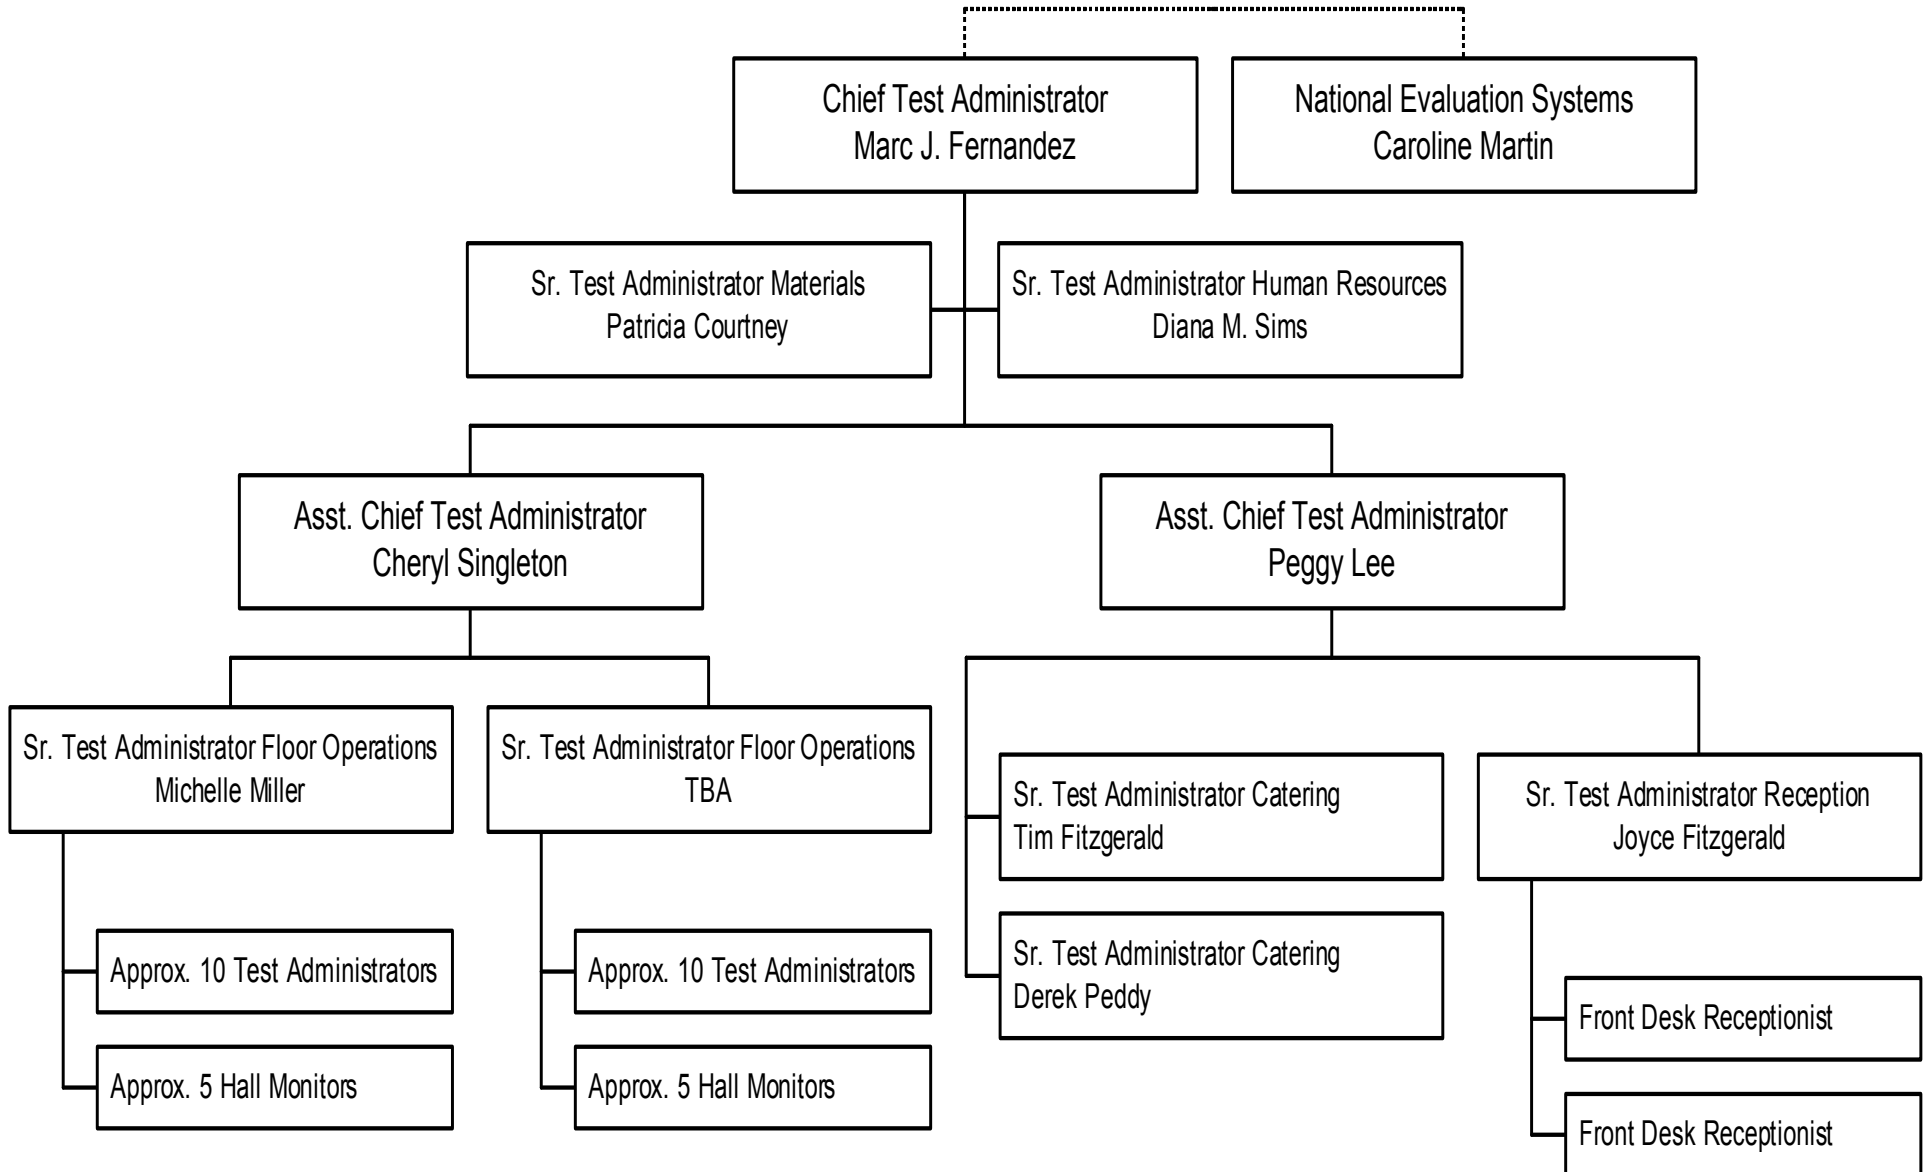 Chief Test Administrator
Marc J. Fernandez
National Evaluation Systems
Caroline Martin
Sr. Test Administrator Materials
Patricia Courtney
Sr. Test Administrator Human Resources
Diana M. Sims
Asst. Chief Test Administrator
Cheryl Singleton
Asst. Chief Test Administrator
Peggy Lee
Sr. Test Administrator Floor Operations
Michelle Miller
Sr. Test Administrator Floor Operations
TBA
Sr. Test Administrator Catering
Tim Fitzgerald
Sr. Test Administrator Reception
Joyce Fitzgerald
Approx. 10 Test Administrators
Approx. 10 Test Administrators
Sr. Test Administrator Catering
Derek Peddy
Front Desk Receptionist
Approx. 5 Hall Monitors
Approx. 5 Hall Monitors
Front Desk Receptionist